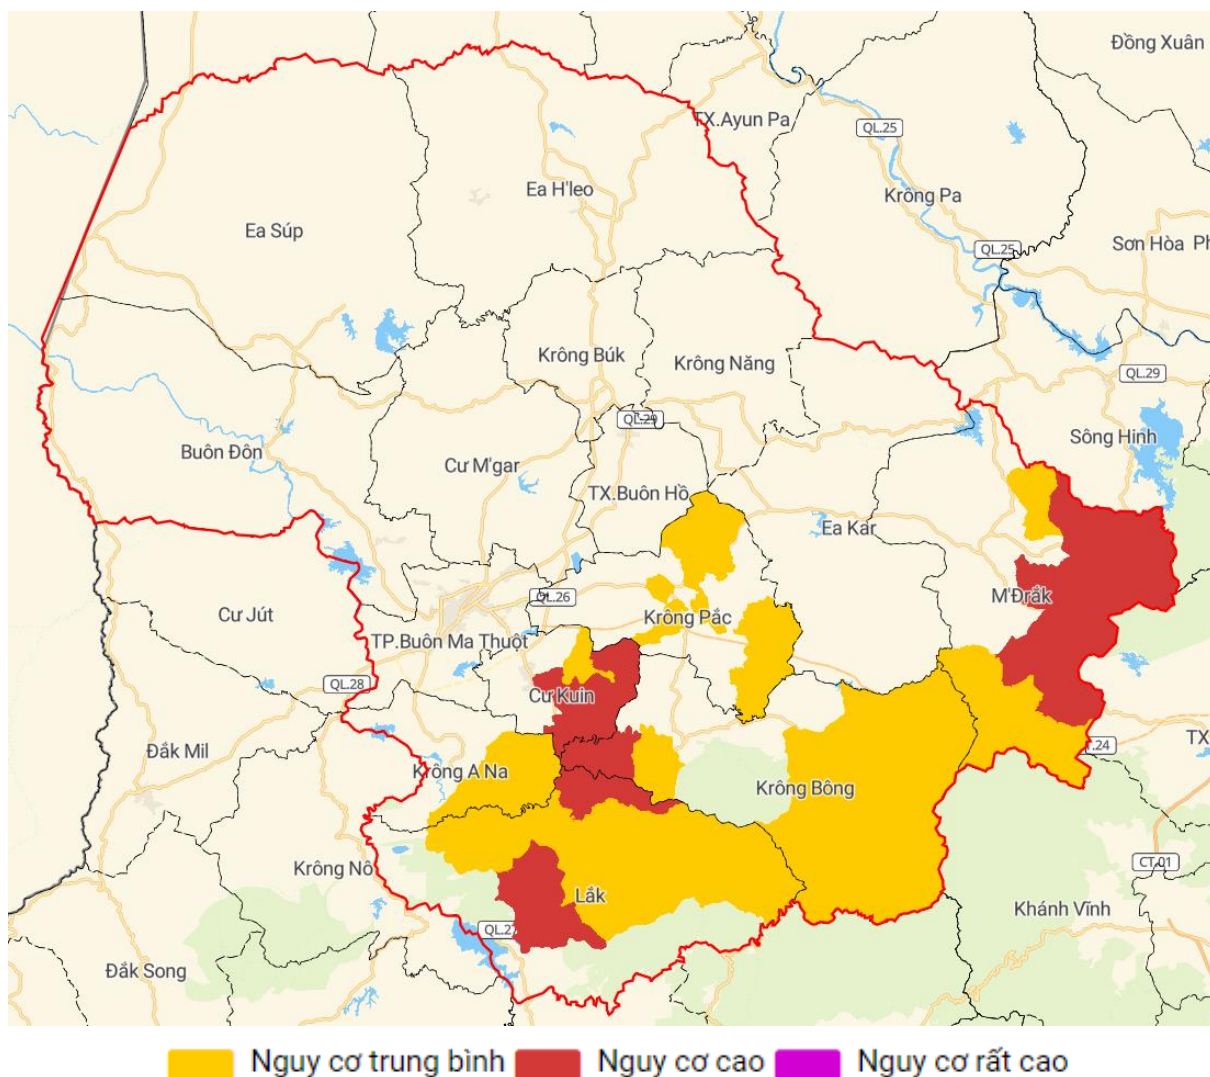 Đồng Xuân
TX.Ayun Pa
QL.25
Ea H'leo
Krông Pa
Ea Súp
QL.25
Sơn Hòa
Ph
Krông Búk
Krông Năng
QL.29
QL.29
Sông Hinh
Buôn Đôn
Cư M'gar
TX.Buôn Hồ
Ea Kar
QL.26
M'Đrắk
Cư Jút
Krông Pắc
TP.Buôn Ma Thuột
QL.28
Cư Kuin
TX
Đắk Mil
.24
Krông A Na
Krông Bông
CT.01
Krông Nô
Lắk
Khánh Vĩnh
QL.27
Đắk Song
Nguy cơ trung bình
Nguy cơ cao
Nguy cơ rất cao